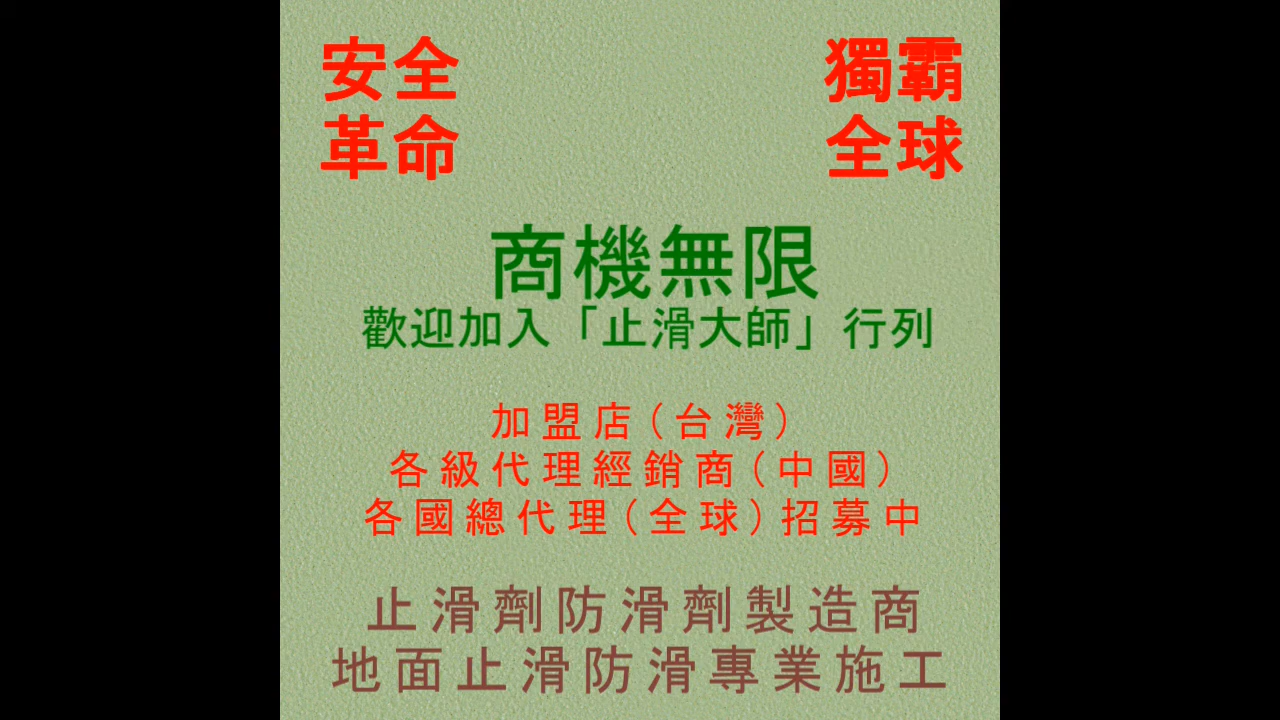 安全
革命
獨霸
全球
商機無限
歡迎加入「止滑大師」行列
加盟店(台灣)
各級代理經銷商(中國)
各國總代理(全球)招募中
止滑劑防滑劑製造商
地面止滑防滑專業施工